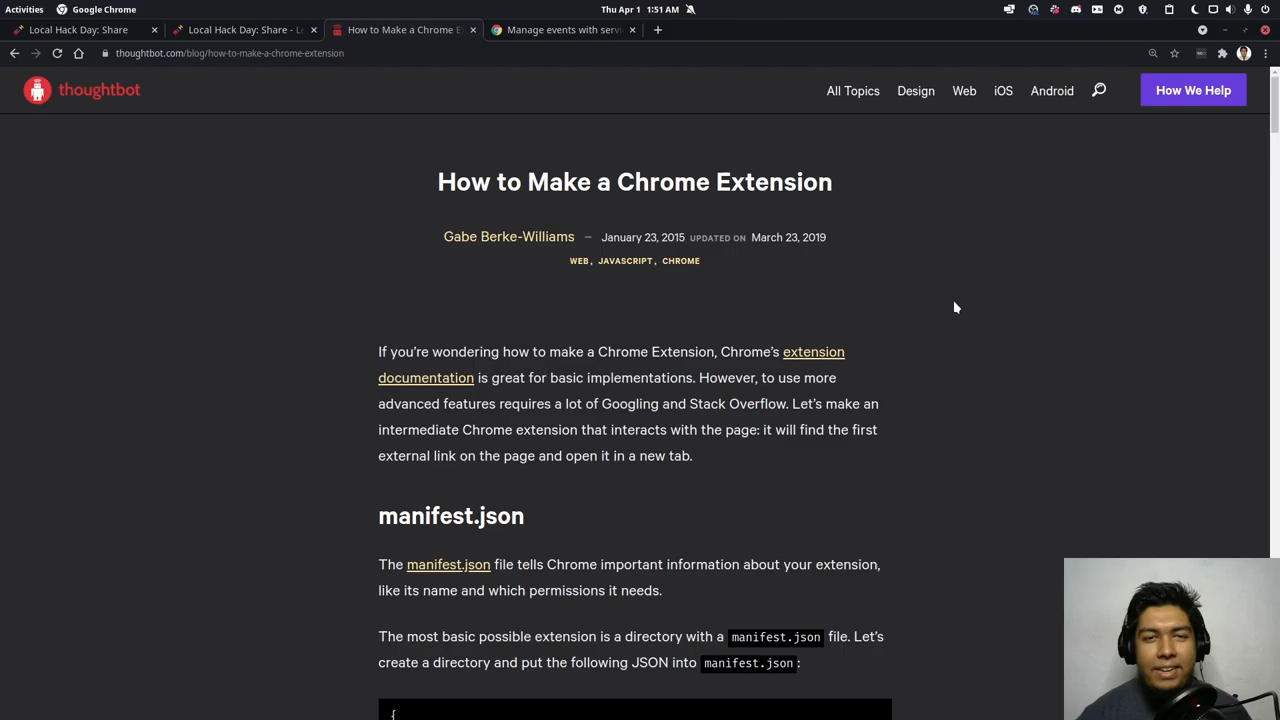 Activities Google Chrome Thu Apr 1 1:51 AM
Local Hack Day: Share Local Hack Day: Share - Le How to Make a Chrome E Manage events with servi
thoughtbot.com/blog/how-to-make-a-chrome-extension
thoughtbot All Topics Design Web iOS Android How We Help
How to Make a Chrome Extension
Gabe Berke-Williams – January 23, 2015 UPDATED ON March 23, 2019
WEB, JAVASCRIPT, CHROME
If you’re wondering how to make a Chrome Extension, Chrome’s extension
documentation is great for basic implementations. However, to use more
advanced features requires a lot of Googling and Stack Overflow. Let’s make an
intermediate Chrome extension that interacts with the page: it will find the first
external link on the page and open it in a new tab.
manifest.json
The manifest.json file tells Chrome important information about your extension,
like its name and which permissions it needs.
The most basic possible extension is a directory with a manifest.json file. Let’s
create a directory and put the following JSON into manifest.json:
{